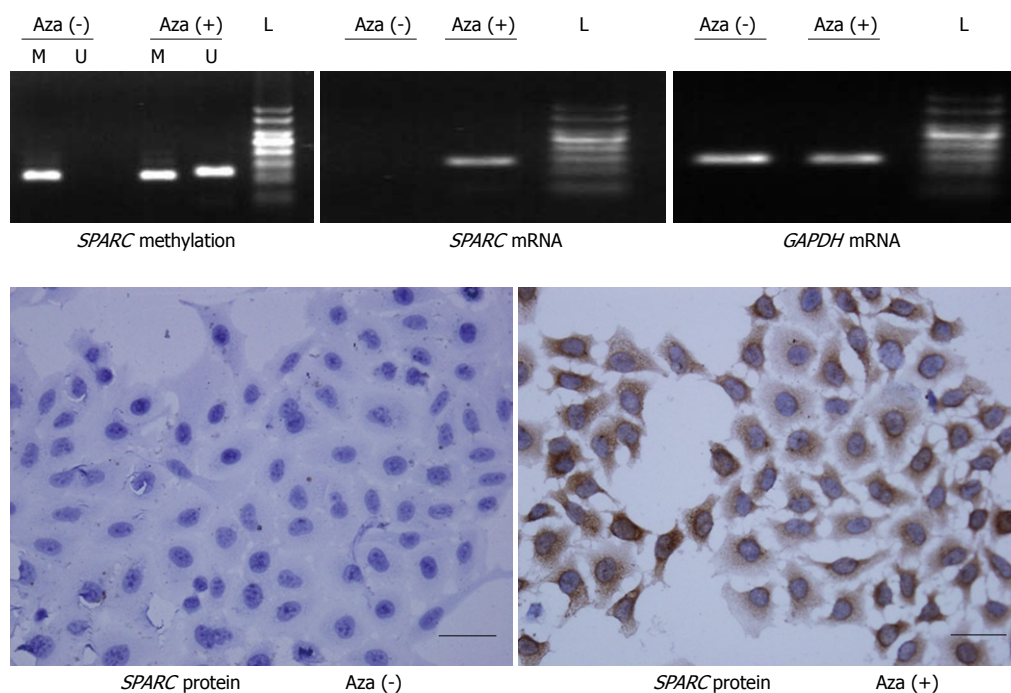 Aza (-) Aza (+) L
M U M U
Aza (-) Aza (+) L
Aza (-) Aza (+) L
SPARC methylation
SPARC mRNA
GAPDH mRNA
SPARC protein Aza (-)
SPARC protein Aza (+)